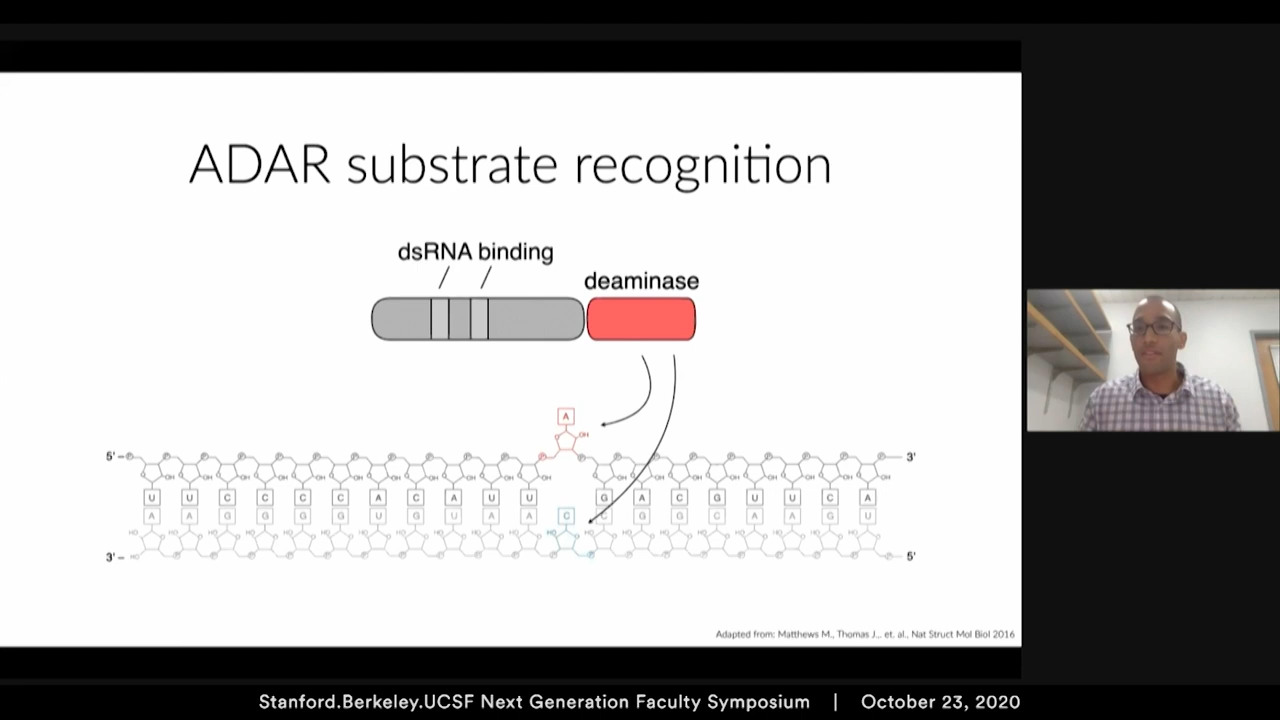 ADAR substrate recognition
dsRNA binding
deaminase
A
OH
5'
3'
U U C C C C A C A U U G A C G U U C A
A A G G G G U G U A A C C U G C A A G U
3'
5'
Adapted from: Matthews M., Thomas J... et. al., Nat Struct Mol Biol 2016
Stanford.Berkeley.UCSF Next Generation Faculty Symposium | October 23, 2020